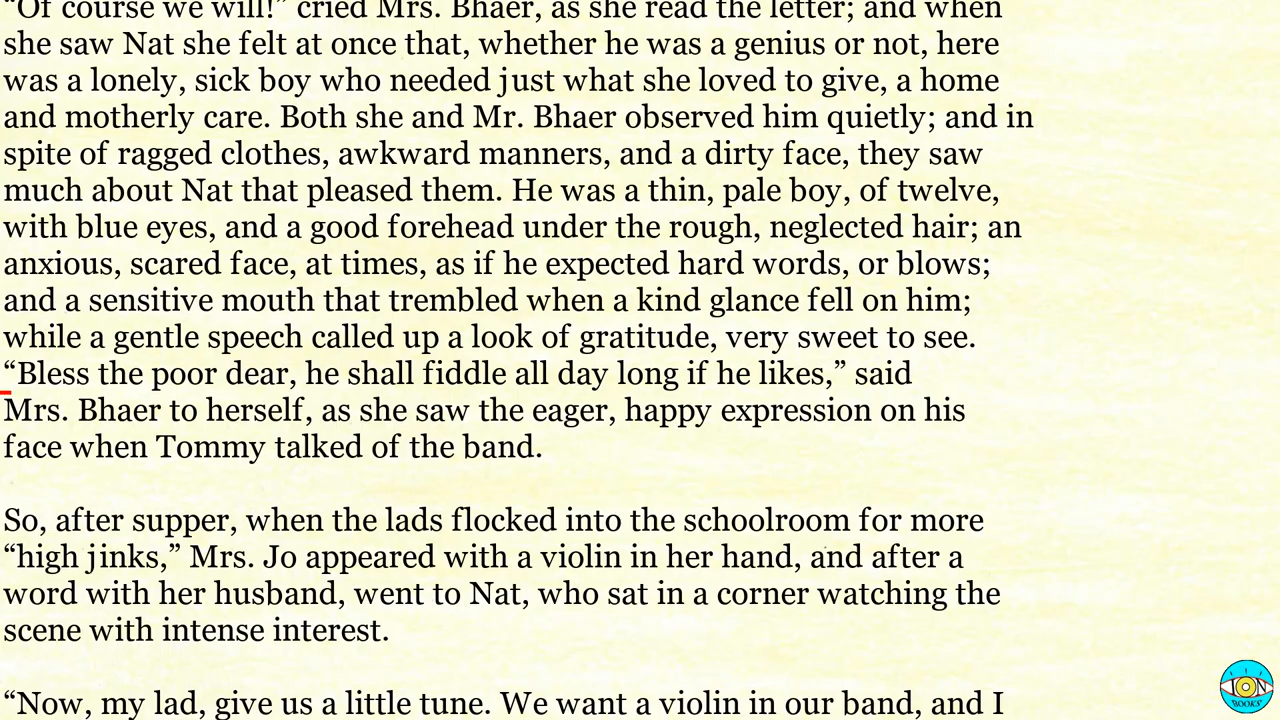 “Of course we will!” cried Mrs. Bhaer, as she read the letter; and when
she saw Nat she felt at once that, whether he was a genius or not, here
was a lonely, sick boy who needed just what she loved to give, a home
and motherly care. Both she and Mr. Bhaer observed him quietly; and in
spite of ragged clothes, awkward manners, and a dirty face, they saw
much about Nat that pleased them. He was a thin, pale boy, of twelve,
with blue eyes, and a good forehead under the rough, neglected hair; an
anxious, scared face, at times, as if he expected hard words, or blows;
and a sensitive mouth that trembled when a kind glance fell on him;
while a gentle speech called up a look of gratitude, very sweet to see.
“Bless the poor dear, he shall fiddle all day long if he likes,” said
Mrs. Bhaer to herself, as she saw the eager, happy expression on his
face when Tommy talked of the band.
So, after supper, when the lads flocked into the schoolroom for more
“high jinks,” Mrs. Jo appeared with a violin in her hand, and after a
word with her husband, went to Nat, who sat in a corner watching the
scene with intense interest.
“Now, my lad, give us a little tune. We want a violin in our band, and I
ION
BOOKS